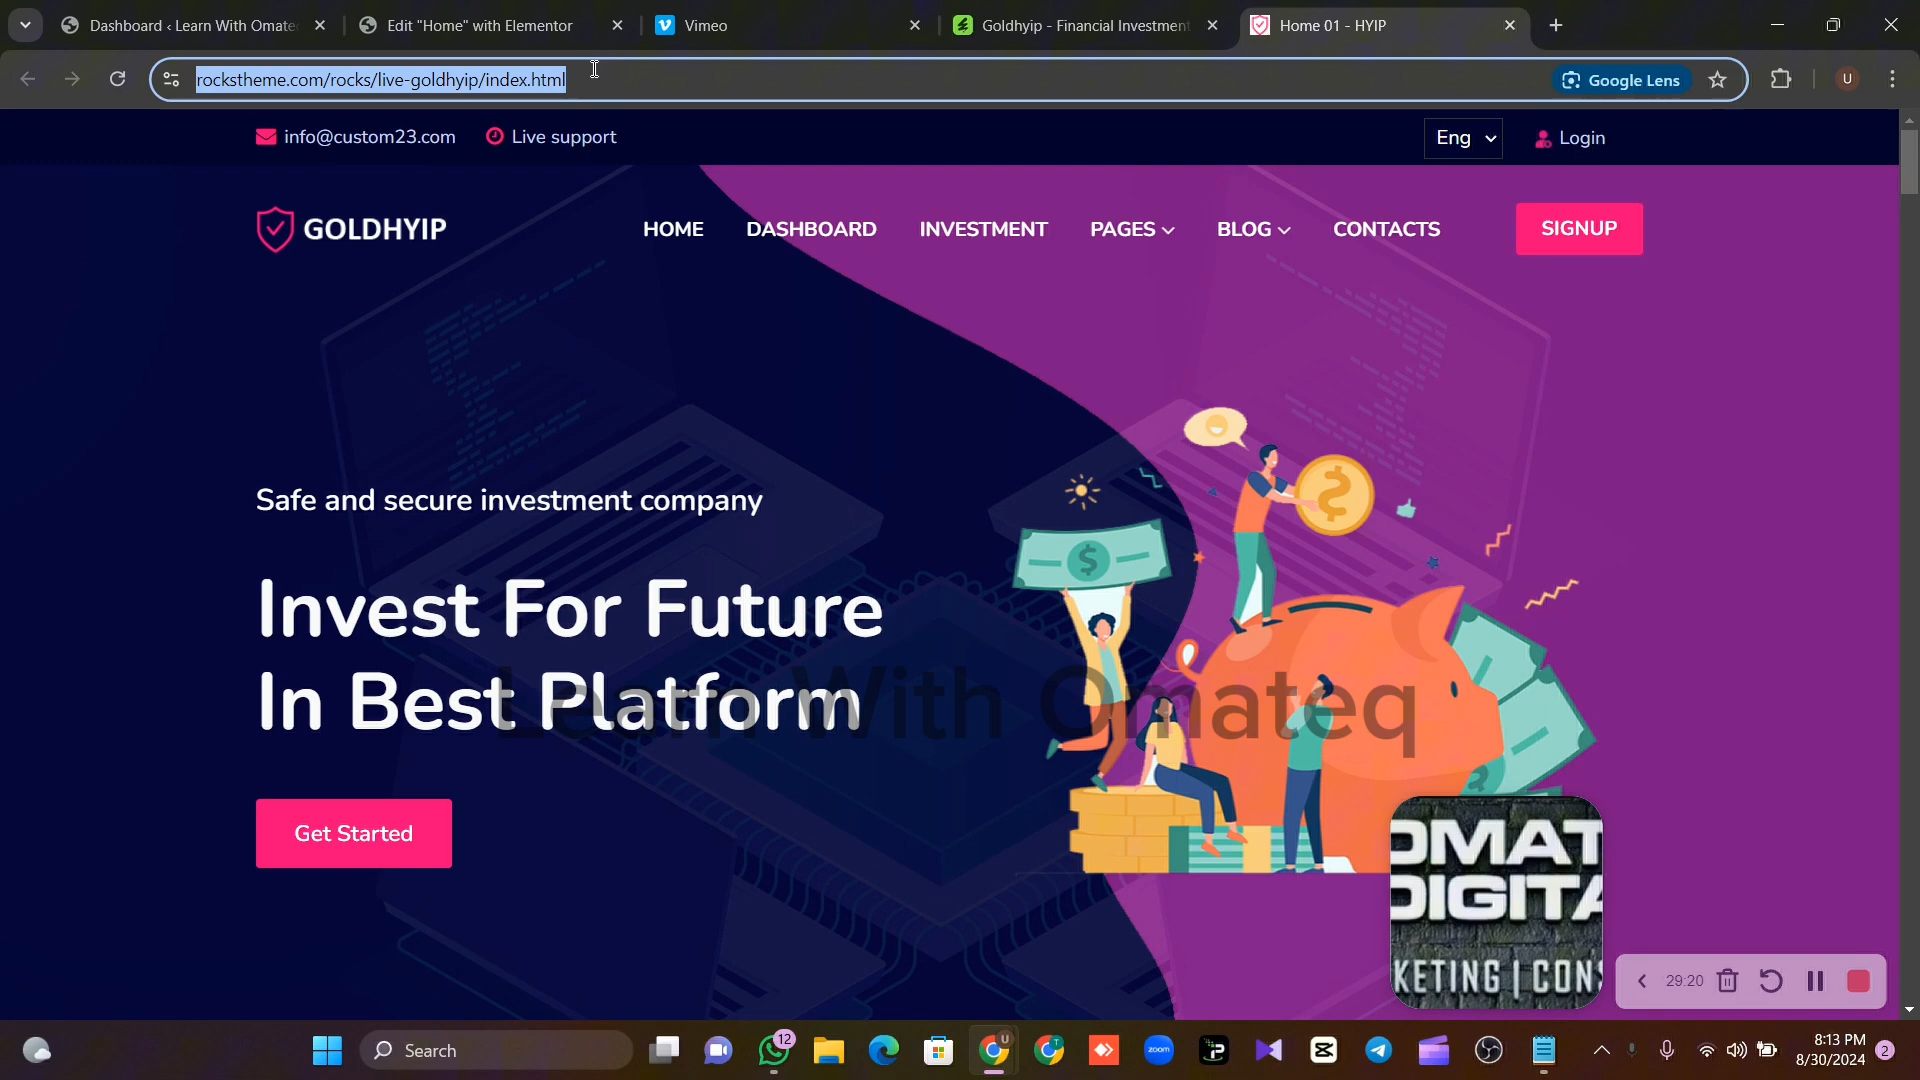 Dashboard ‹ Learn With Omate
Edit "Home" with Elementor
Vimeo
Goldhyip - Financial Investment
Home 01 - HYIP
rockstheme.com/rocks/live-goldhyip/index.html
Google Lens
U
info@custom23.com
Live support
Eng
Login
GOLDHYIP
HOME
DASHBOARD
INVESTMENT
PAGES
BLOG
CONTACTS
SIGNUP
Safe and secure investment company
Invest For Future
In Best Platform
Learn With Omateq
Get Started
OMAT
DIGITA
KETING | CONS
29:20
Search
12
zoom
8:13 PM
8/30/2024
2